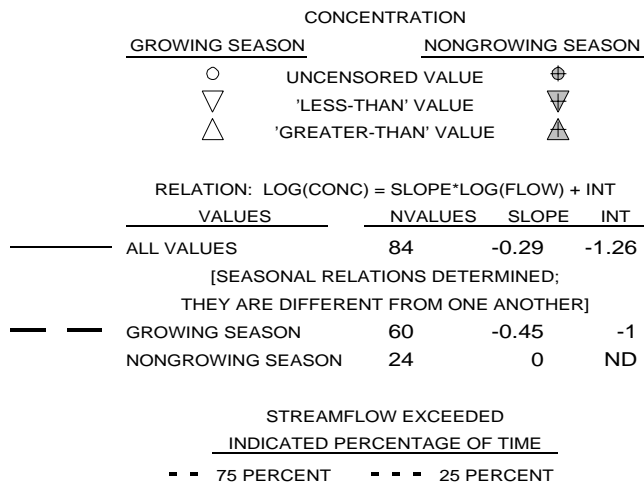 CONCENTRATION
GROWING SEASON NONGROWING SEASON
UNCENSORED VALUE
'LESS-THAN' VALUE
'GREATER-THAN' VALUE
RELATION: LOG(CONC) = SLOPE*LOG(FLOW) + INT
VALUES NVALUES SLOPE INT
ALL VALUES 84 -0.29 -1.26
[SEASONAL RELATIONS DETERMINED;
THEY ARE DIFFERENT FROM ONE ANOTHER]
GROWING SEASON 60 -0.45 -1
NONGROWING SEASON 24 0 ND
STREAMFLOW EXCEEDED
INDICATED PERCENTAGE OF TIME
75 PERCENT 25 PERCENT